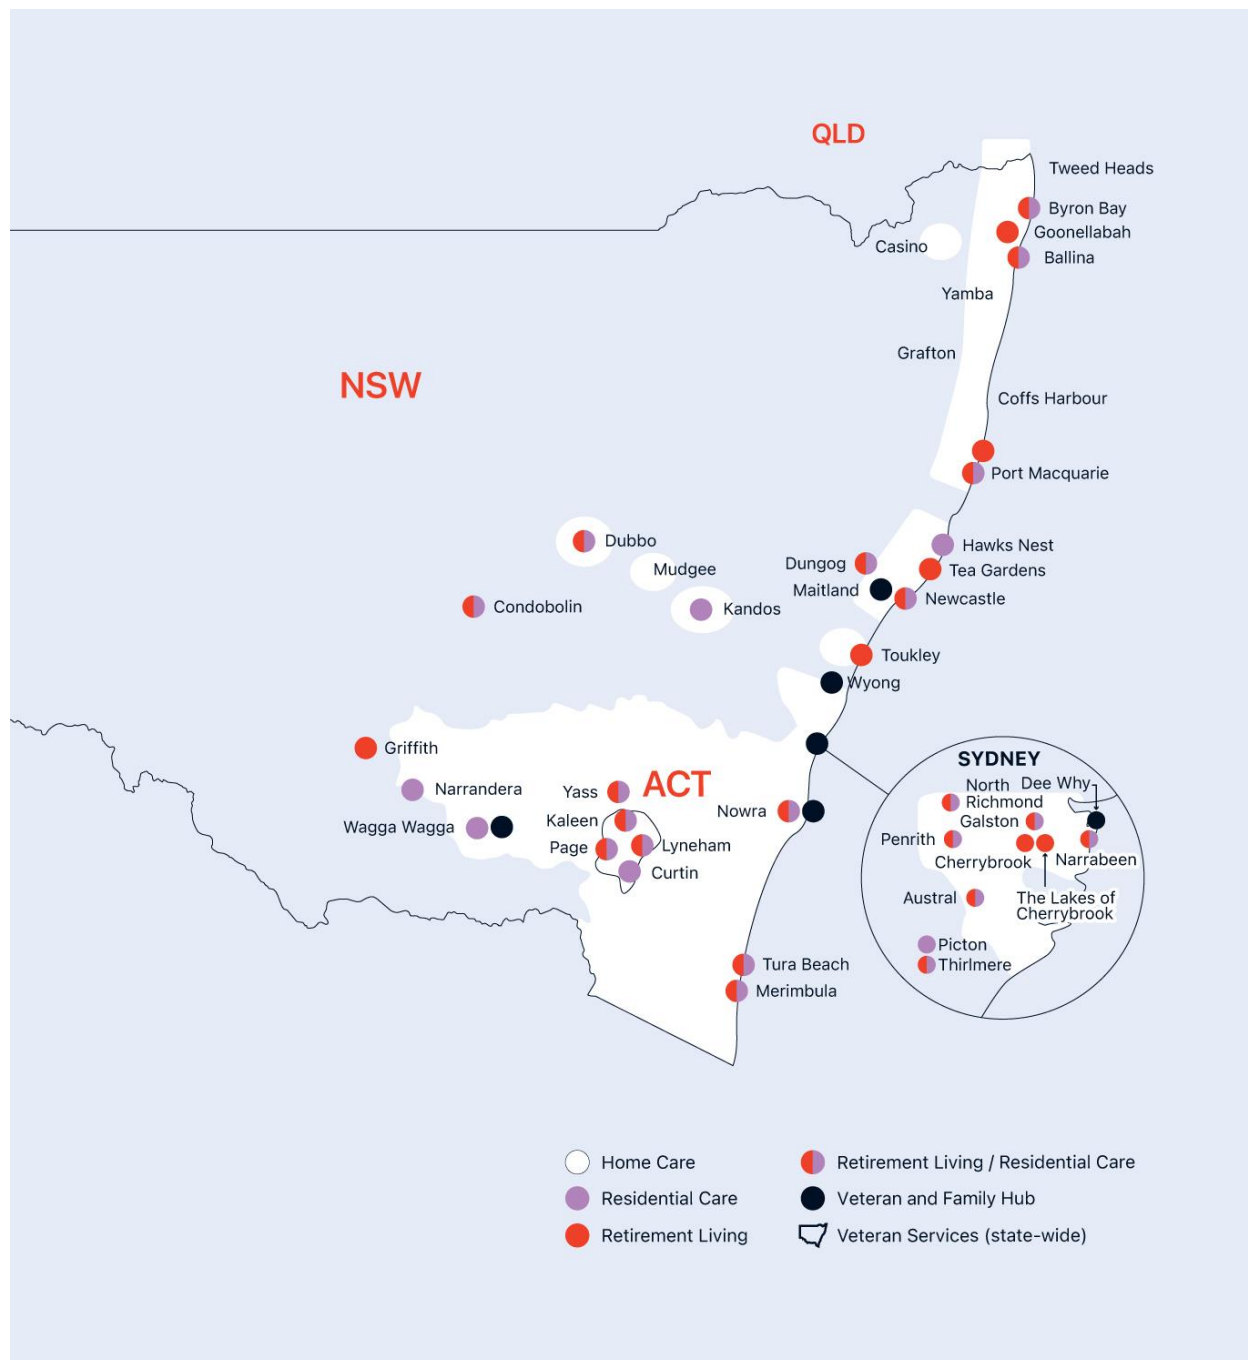 QLD
Tweed Heads
Byron Bay
Goonellabah
Casino
Ballina
Yamba
Grafton
NSW
Coffs Harbour
Port Macquarie
Dubbo
Hawks Nest
Dungog
Mudgee
Tea Gardens
Maitland
Newcastle
Condobolin
Kandos
Toukley
Wyong
Griffith
ACT
Narrandera
Yass
Nowra
Kaleen
Wagga Wagga
Page
Lyneham
Curtin
Tura Beach
Merimbula
SYDNEY
North
Richmond
Dee Why
Galston
Penrith
Cherrybrook
Narrabeen
Austral
The Lakes of
Cherrybrook
Picton
Thirlmere
Home Care
Residential Care
Retirement Living
Retirement Living / Residential Care
Veteran and Family Hub
Veteran Services (state-wide)